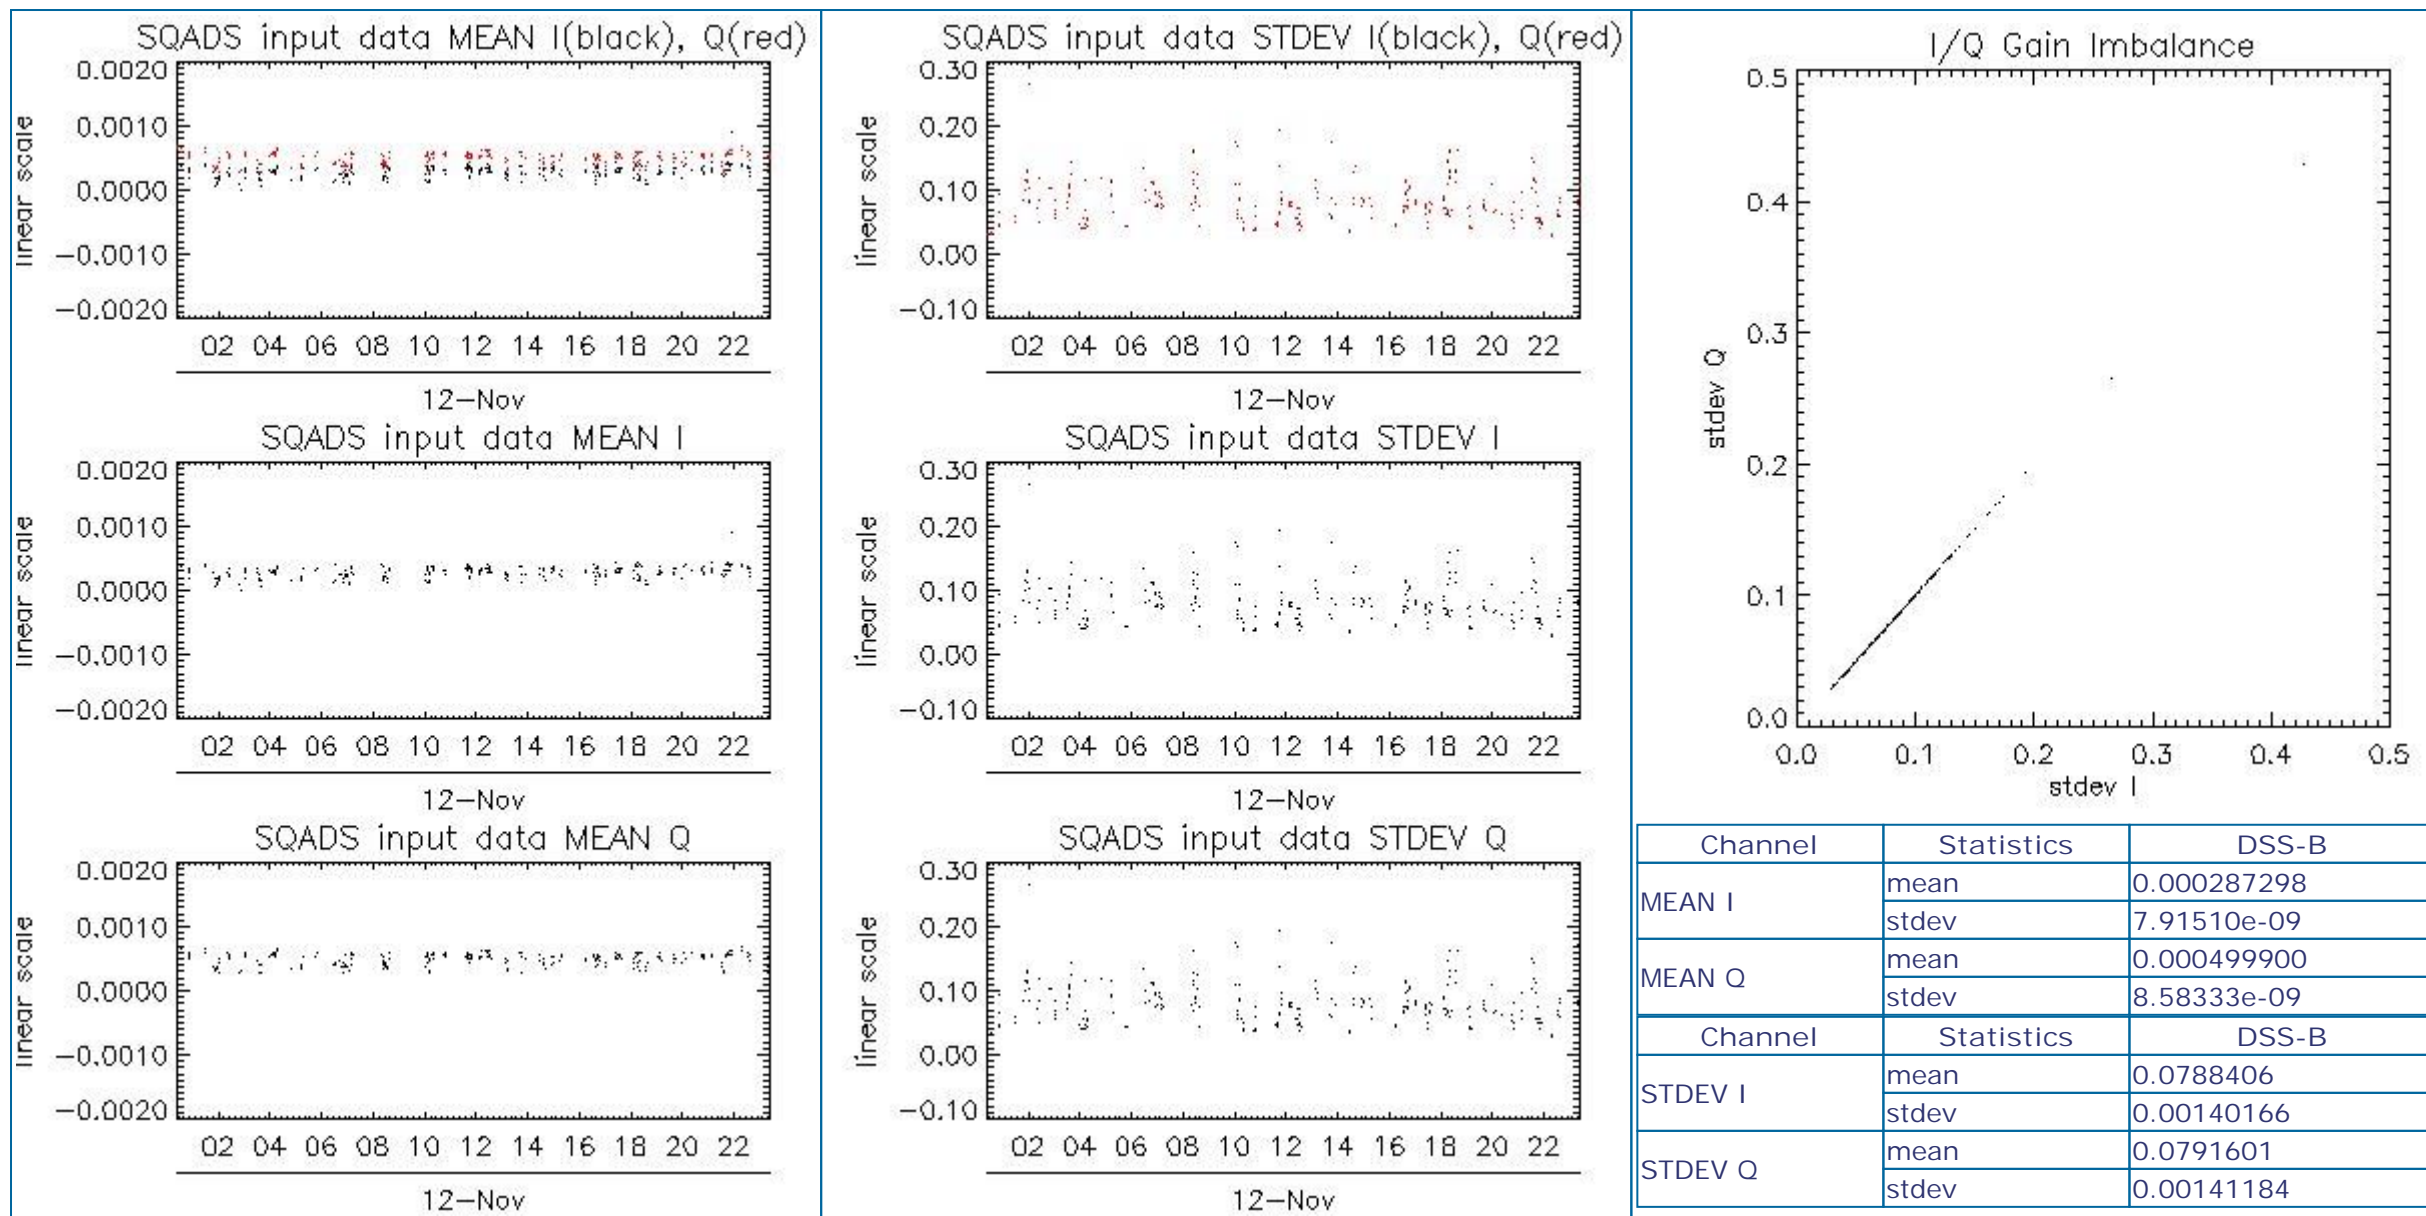 SQADS input data MEAN I(black), Q(red)
linear scale
0.0020
0.0010
0.0000
−0.0010
−0.0020
02 04 06 08 10 12 14 16 18 20 22
12−Nov
SQADS input data MEAN I
linear scale
0.0020
0.0010
0.0000
−0.0010
−0.0020
02 04 06 08 10 12 14 16 18 20 22
12−Nov
SQADS input data MEAN Q
linear scale
0.0020
0.0010
0.0000
−0.0010
−0.0020
02 04 06 08 10 12 14 16 18 20 22
12−Nov
SQADS input data STDEV I(black), Q(red)
linear scale
0.30
0.20
0.10
0.00
−0.10
02 04 06 08 10 12 14 16 18 20 22
12−Nov
SQADS input data STDEV I
linear scale
0.30
0.20
0.10
0.00
−0.10
02 04 06 08 10 12 14 16 18 20 22
12−Nov
SQADS input data STDEV Q
linear scale
0.30
0.20
0.10
0.00
−0.10
02 04 06 08 10 12 14 16 18 20 22
12−Nov
I/Q Gain Imbalance
stdev Q
0.5
0.4
0.3
0.2
0.1
0.0
0.0 0.1 0.2 0.3 0.4 0.5
stdev I
Channel Statistics DSS-B
MEAN I
mean 0.000287298
stdev 7.91510e-09
MEAN Q
mean 0.000499900
stdev 8.58333e-09
Channel Statistics DSS-B
STDEV I
mean 0.0788406
stdev 0.00140166
STDEV Q
mean 0.0791601
stdev 0.00141184